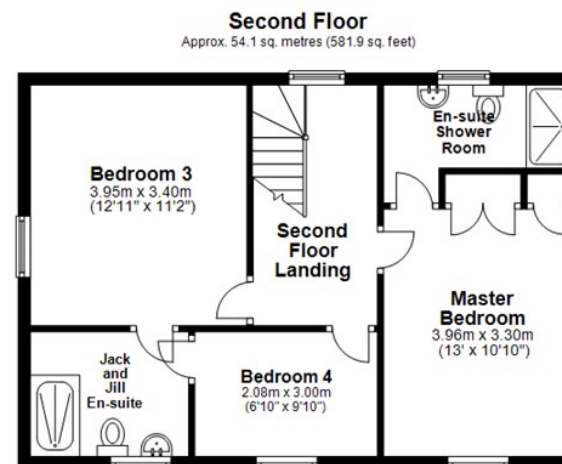 Second Floor
Approx. 54.1 sq. metres (581.9 sq. feet)
En-suite
Shower
Room
Bedroom 3
3.95m x 3.40m
(12'11" x 11'2")
Second
Floor
Landing
Master
Bedroom
3.96m x 3.30m
(13' x 10'10")
Jack
and
Jill
En-suite
Bedroom 4
2.08m x 3.00m
(6'10" x 9'10")